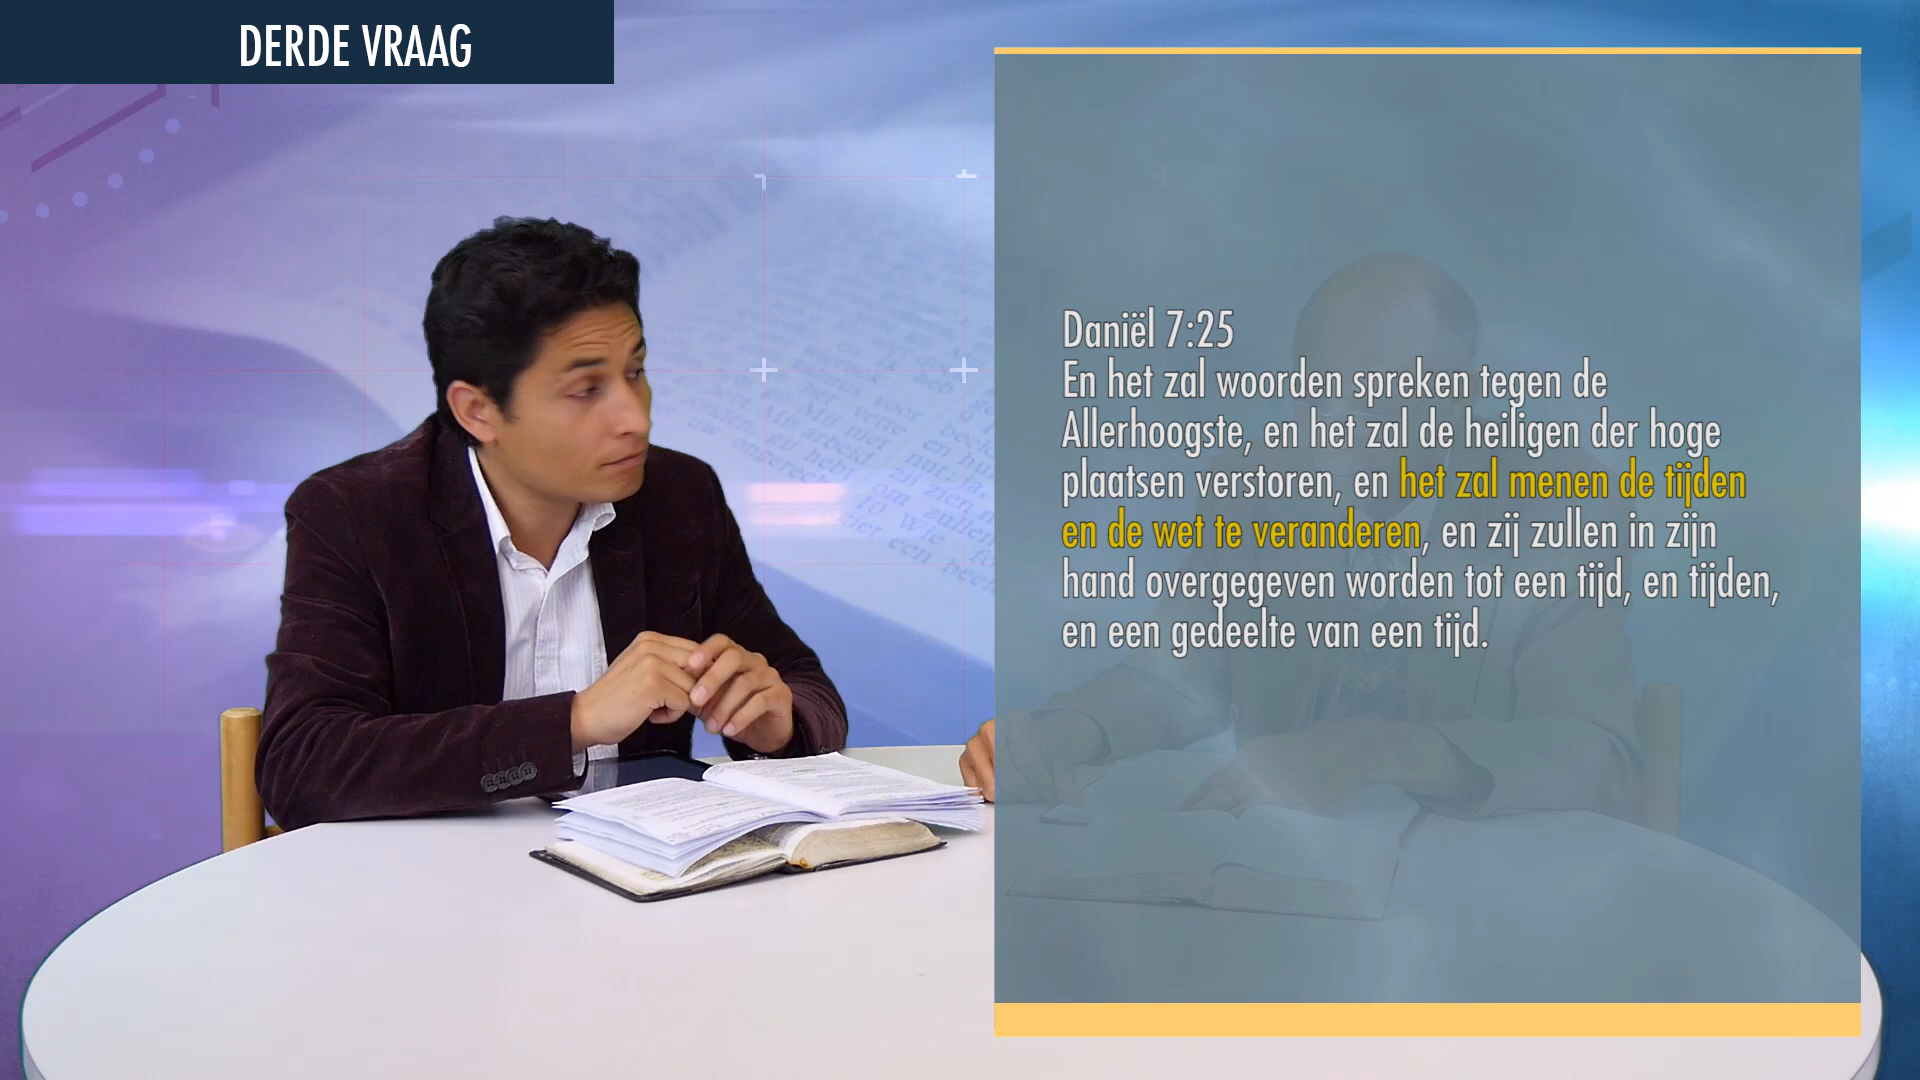 DERDE VRAAG
Daniël 7:25
En het zal woorden spreken tegen de
Allerhoogste, en het zal de heiligen der hoge
plaatsen verstoren, en het zal menen de tijden
en de wet te veranderen, en zij zullen in zijn
hand overgegeven worden tot een tijd, en tijden,
en een gedeelte van een tijd.